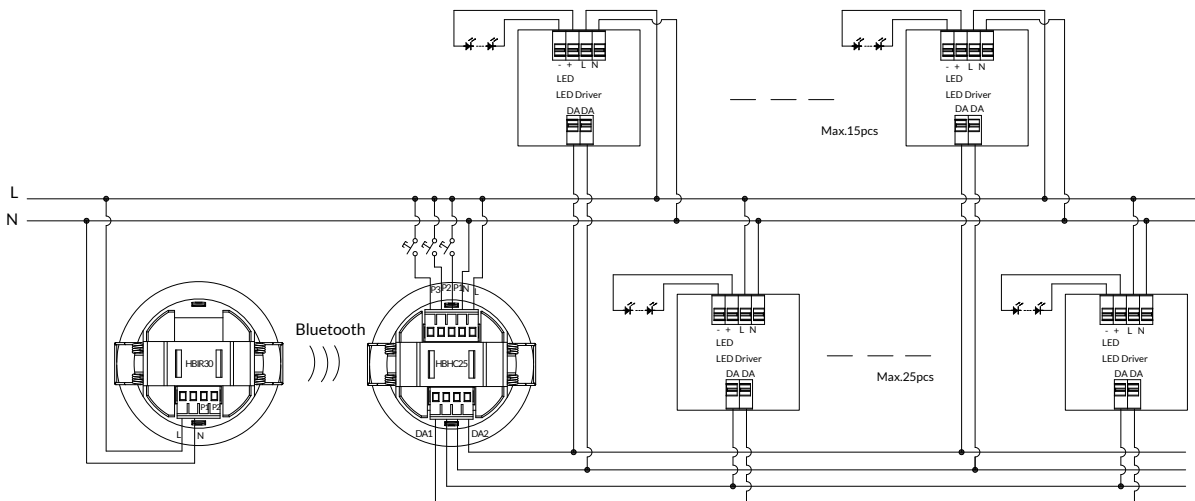 - + L N
LED
LED Driver
DA DA
Max.15pcs
- + L N
LED
LED Driver
DA DA
L
N
P3 P2 P1 N L
Bluetooth
HBIR30
P1 P2
L N
HBHC25
DA1 DA2
- + L N
LED
LED Driver
DA DA
Max.25pcs
- + L N
LED
LED Driver
DA DA